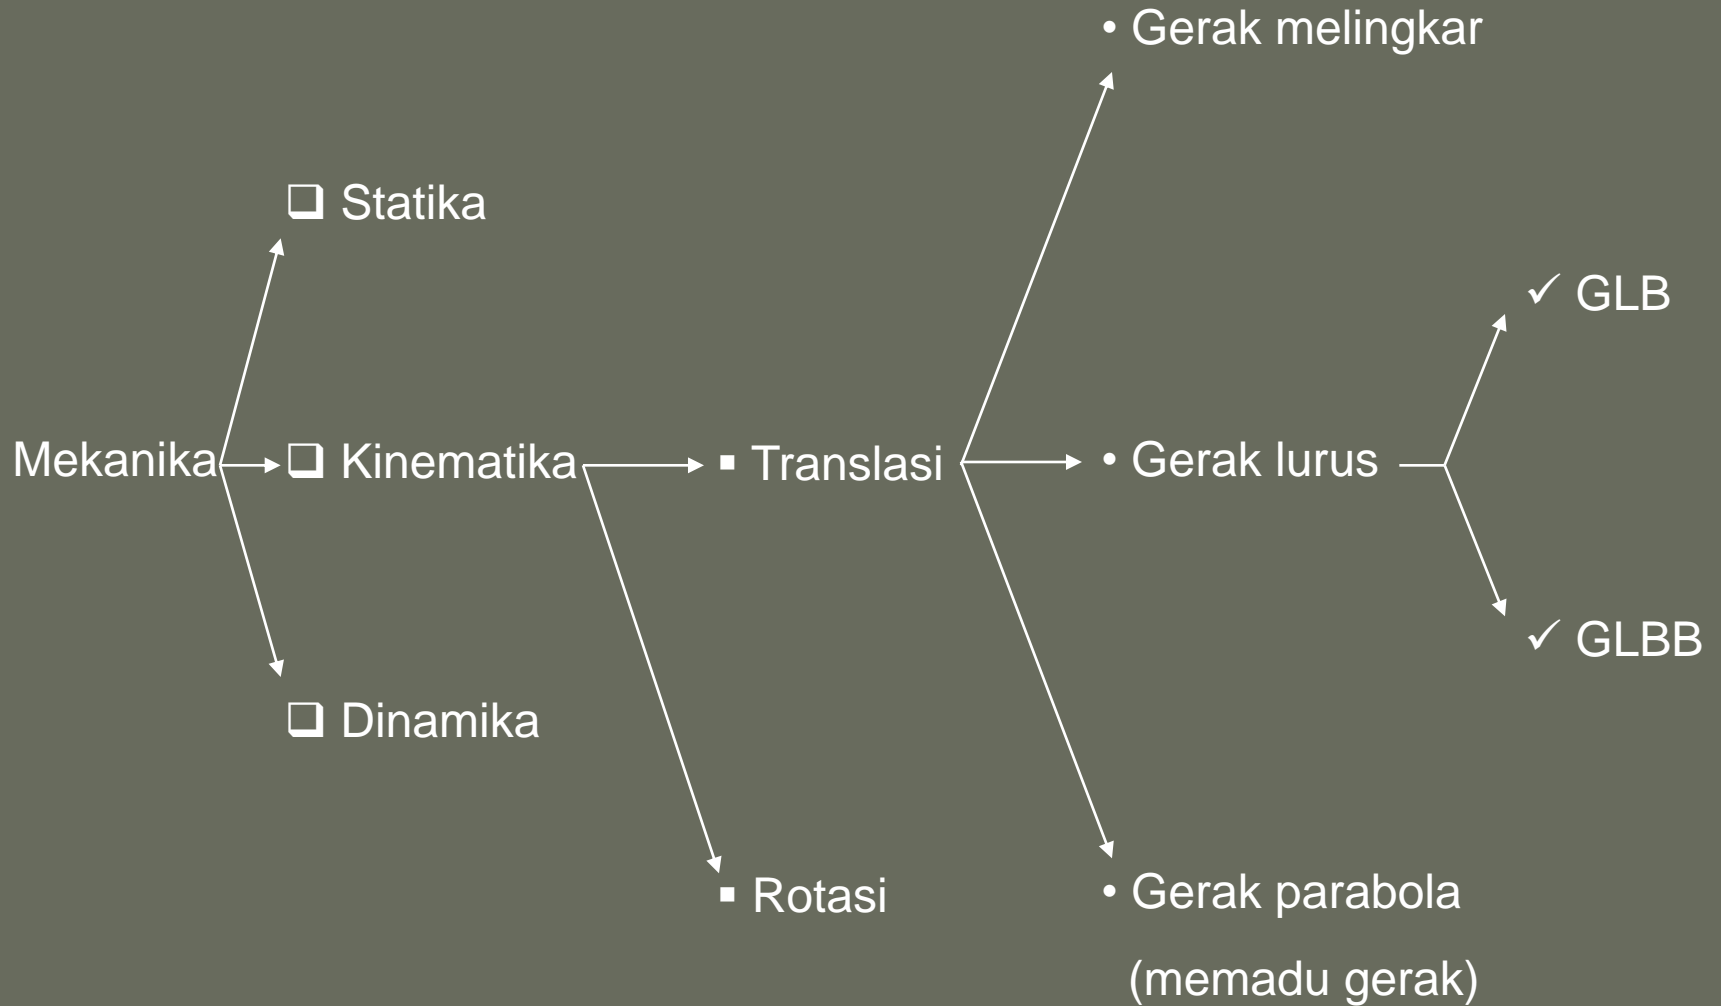 • Gerak melingkar
❑ Statika
✓ GLB
Mekanika
❑ Kinematika
▪ Translasi
• Gerak lurus
✓ GLBB
❑ Dinamika
▪ Rotasi
• Gerak parabola
(memadu gerak)